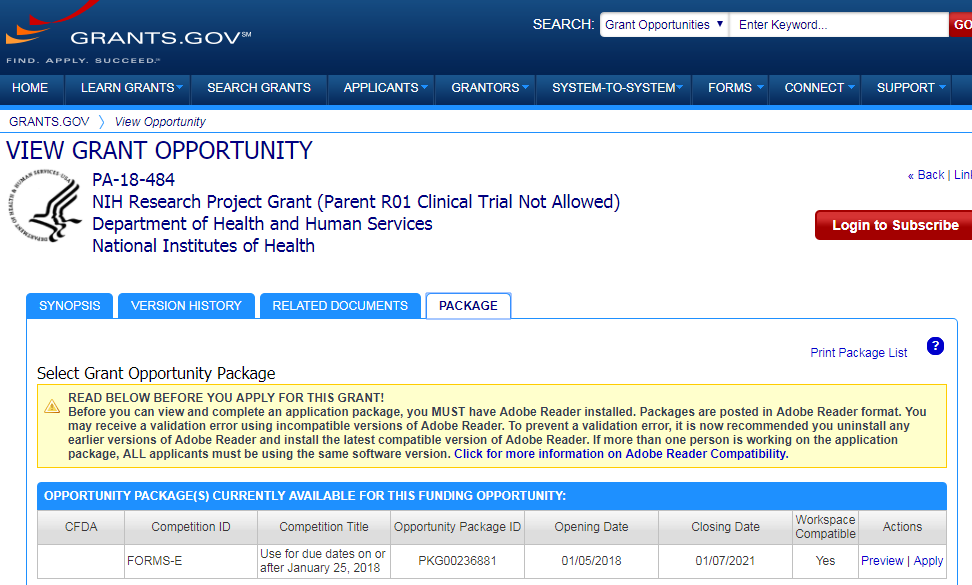 SEARCH: Grant Opportunities ▼ Enter Keyword... GO
GRANTS.GOV℠
FIND. APPLY. SUCCEED.℠
HOME LEARN GRANTS SEARCH GRANTS APPLICANTS GRANTORS SYSTEM-TO-SYSTEM FORMS CONNECT SUPPORT
GRANTS.GOV 〉 View Opportunity
VIEW GRANT OPPORTUNITY
DEPARTMENT OF HEALTH & HUMAN SERVICES · USA
PA-18-484
NIH Research Project Grant (Parent R01 Clinical Trial Not Allowed)
Department of Health and Human Services
National Institutes of Health
« Back | Lin
Login to Subscribe
SYNOPSIS VERSION HISTORY RELATED DOCUMENTS PACKAGE
Print Package List ?
Select Grant Opportunity Package
READ BELOW BEFORE YOU APPLY FOR THIS GRANT!
Before you can view and complete an application package, you MUST have Adobe Reader installed. Packages are posted in Adobe Reader format. You
may receive a validation error using incompatible versions of Adobe Reader. To prevent a validation error, it is now recommended you uninstall any
earlier versions of Adobe Reader and install the latest compatible version of Adobe Reader. If more than one person is working on the application
package, ALL applicants must be using the same software version. Click for more information on Adobe Reader Compatibility.
OPPORTUNITY PACKAGE(S) CURRENTLY AVAILABLE FOR THIS FUNDING OPPORTUNITY:
CFDA Competition ID Competition Title Opportunity Package ID Opening Date Closing Date Workspace Compatible Actions
FORMS-E Use for due dates on or after January 25, 2018 PKG00236881 01/05/2018 01/07/2021 Yes Preview | Apply